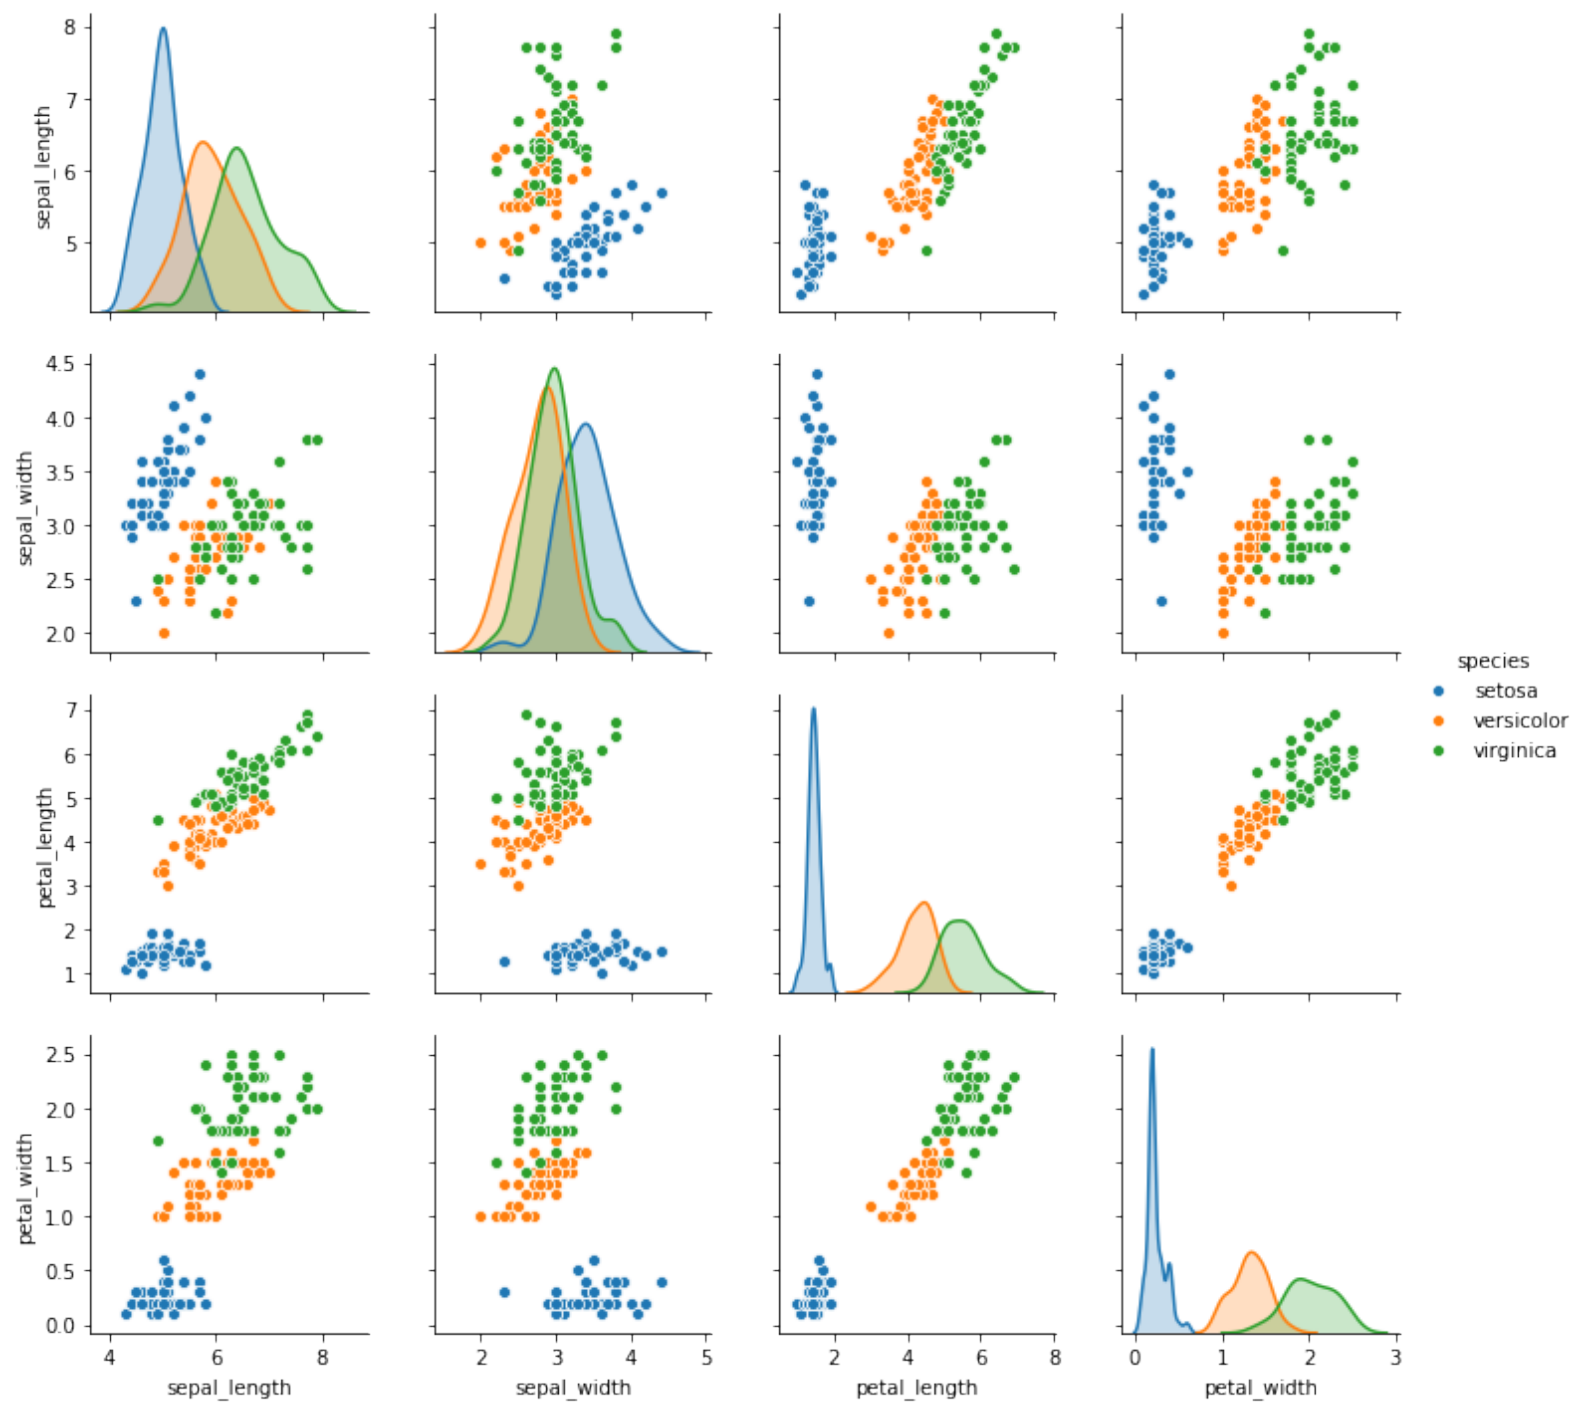 8
7
6
5
sepal_length
4.5
4.0
3.5
3.0
2.5
2.0
sepal_width
species
setosa
versicolor
virginica
7
6
5
4
3
2
1
petal_length
2.5
2.0
1.5
1.0
0.5
0.0
petal_width
4 6 8
2 3 4 5
2 4 6 8
0 1 2 3
sepal_length
sepal_width
petal_length
petal_width